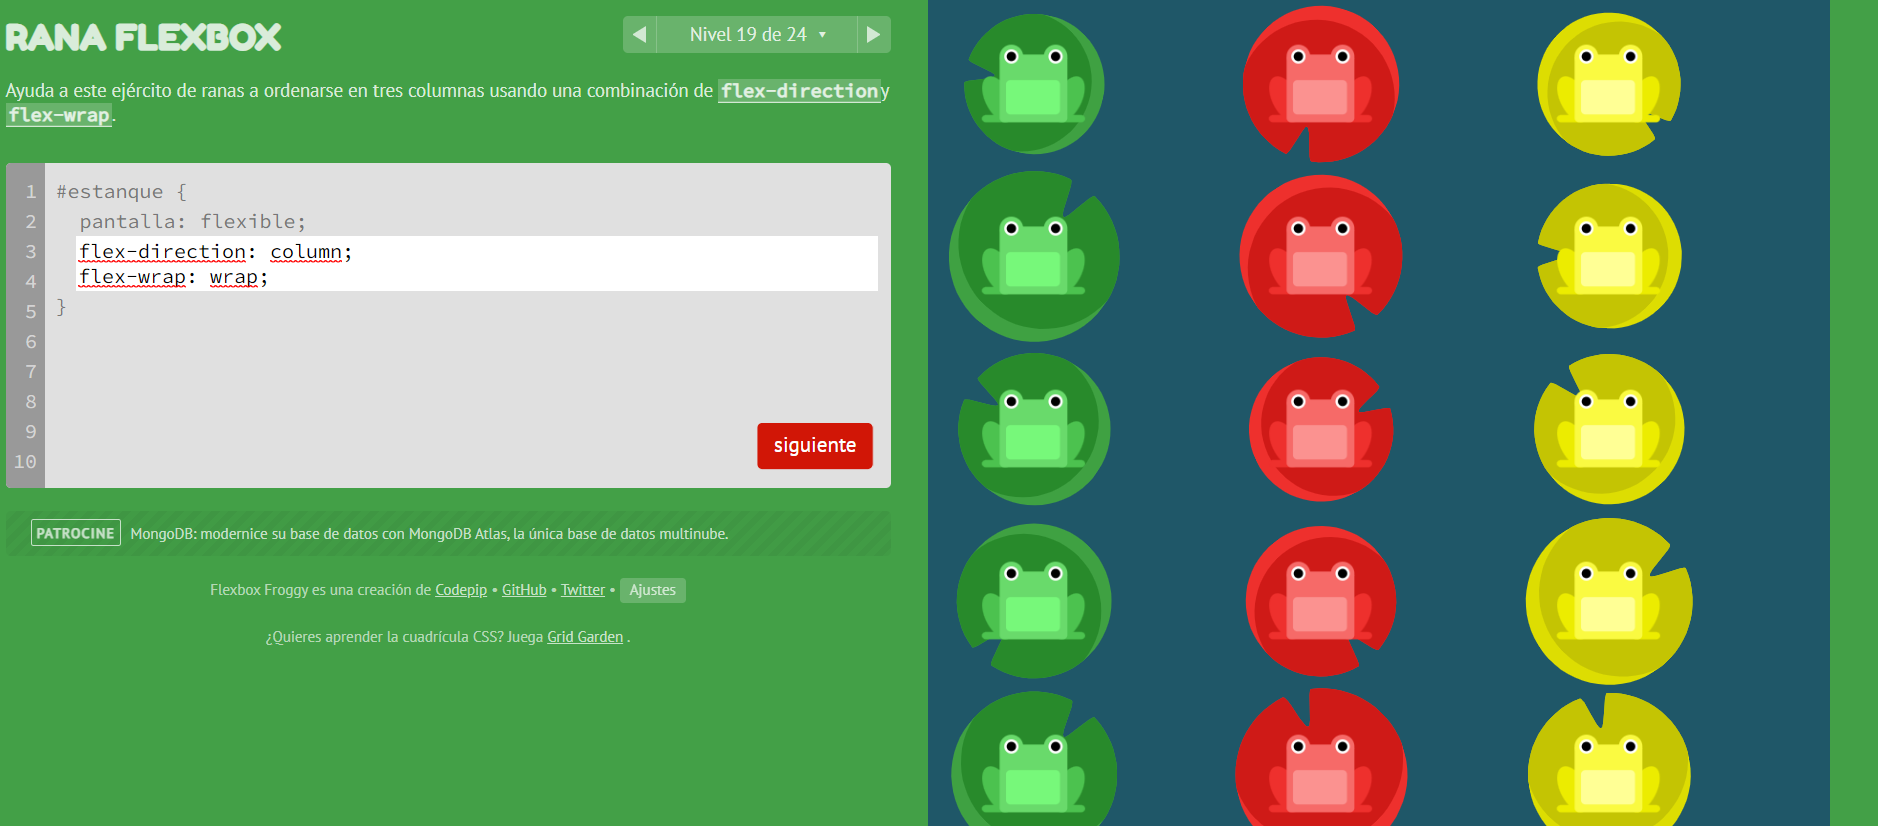 RANA FLEXBOX
Nivel 19 de 24
Ayuda a este ejército de ranas a ordenarse en tres columnas usando una combinación de flex-direction y
flex-wrap.
1 #estanque {
2 pantalla: flexible;
3 flex-direction: column;
4 flex-wrap: wrap;
5 }
6
7
8
9
10
siguiente
PATROCINE MongoDB: modernice su base de datos con MongoDB Atlas, la única base de datos multinube.
Flexbox Froggy es una creación de Codepip • GitHub • Twitter • Ajustes
¿Quieres aprender la cuadrícula CSS? Juega Grid Garden .